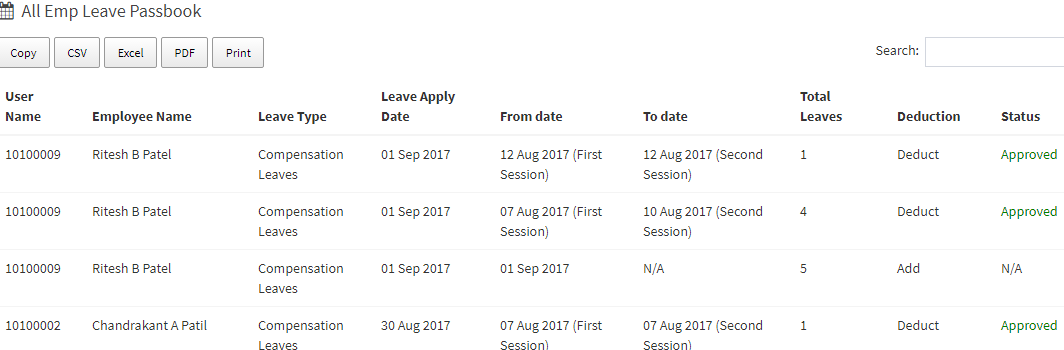 All Emp Leave Passbook
Copy CSV Excel PDF Print Search:
User Leave Apply Total
Name Employee Name Leave Type Date From date To date Leaves Deduction Status
10100009 Ritesh B Patel Compensation 01 Sep 2017 12 Aug 2017 (First 12 Aug 2017 (Second 1 Deduct Approved
Leaves Session) Session)
10100009 Ritesh B Patel Compensation 01 Sep 2017 07 Aug 2017 (First 10 Aug 2017 (Second 4 Deduct Approved
Leaves Session) Session)
10100009 Ritesh B Patel Compensation 01 Sep 2017 01 Sep 2017 N/A 5 Add N/A
Leaves
10100002 Chandrakant A Patil Compensation 30 Aug 2017 07 Aug 2017 (First 07 Aug 2017 (Second 1 Deduct Approved
Leaves Session) Session)